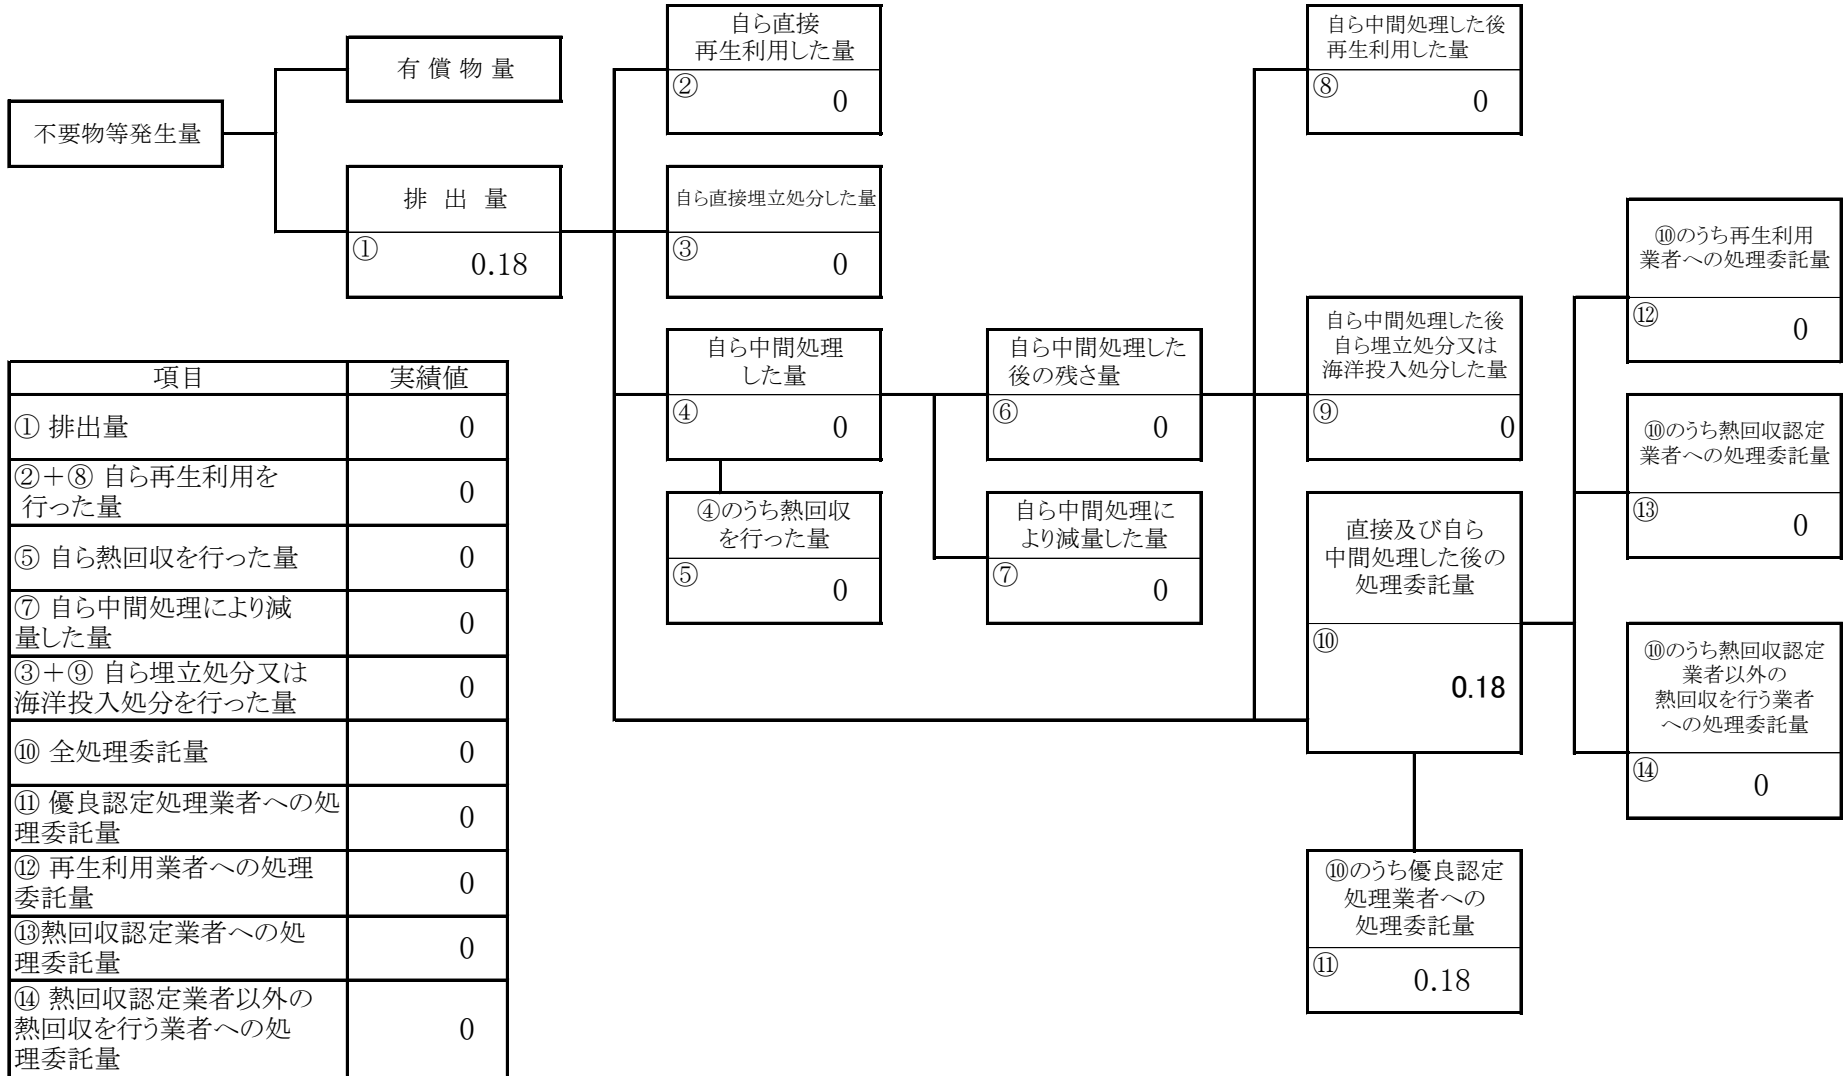 自ら直接
再生利用した量
②
0
自ら中間処理した後
再生利用した量
⑧
0
有 償 物 量
不要物等発生量
排 出 量
①
0.18
自ら直接埋立処分した量
③
0
⑩のうち再生利用
業者への処理委託量
⑫
0
自ら中間処理
した量
④
0
自ら中間処理した
後の残さ量
⑥
0
自ら中間処理した後
自ら埋立処分又は
海洋投入処分した量
⑨
0
⑩のうち熱回収認定
業者への処理委託量
⑬
0
④のうち熱回収
を行った量
⑤
0
自ら中間処理に
より減量した量
⑦
0
直接及び自ら
中間処理した後の
処理委託量
⑩
0.18
⑩のうち熱回収認定
業者以外の
熱回収を行う業者
への処理委託量
⑭
0
⑩のうち優良認定
処理業者への
処理委託量
⑪
0.18
項目 実績値
① 排出量 0
②+⑧ 自ら再生利用を
行った量
0
⑤ 自ら熱回収を行った量 0
⑦ 自ら中間処理により減
量した量
0
③+⑨ 自ら埋立処分又は
海洋投入処分を行った量
0
⑩ 全処理委託量 0
⑪ 優良認定処理業者への処
理委託量
0
⑫ 再生利用業者への処理
委託量
0
⑬熱回収認定業者への処
理委託量
0
⑭ 熱回収認定業者以外の
熱回収を行う業者への処
理委託量
0